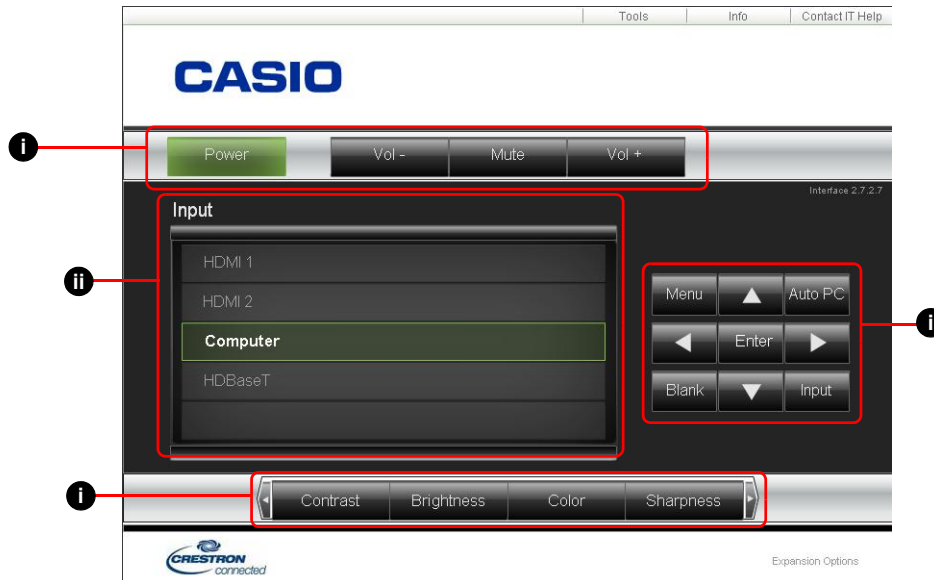 Tools Info Contact IT Help
CASIO
i
Power Vol - Mute Vol +
Interface 2.7.2.7
Input
ii
HDMI 1
HDMI 2
Computer
HDBaseT
Menu Auto PC
i
Enter
Blank Input
i
Contrast Brightness Color Sharpness
CRESTRON
connected
Expansion Options